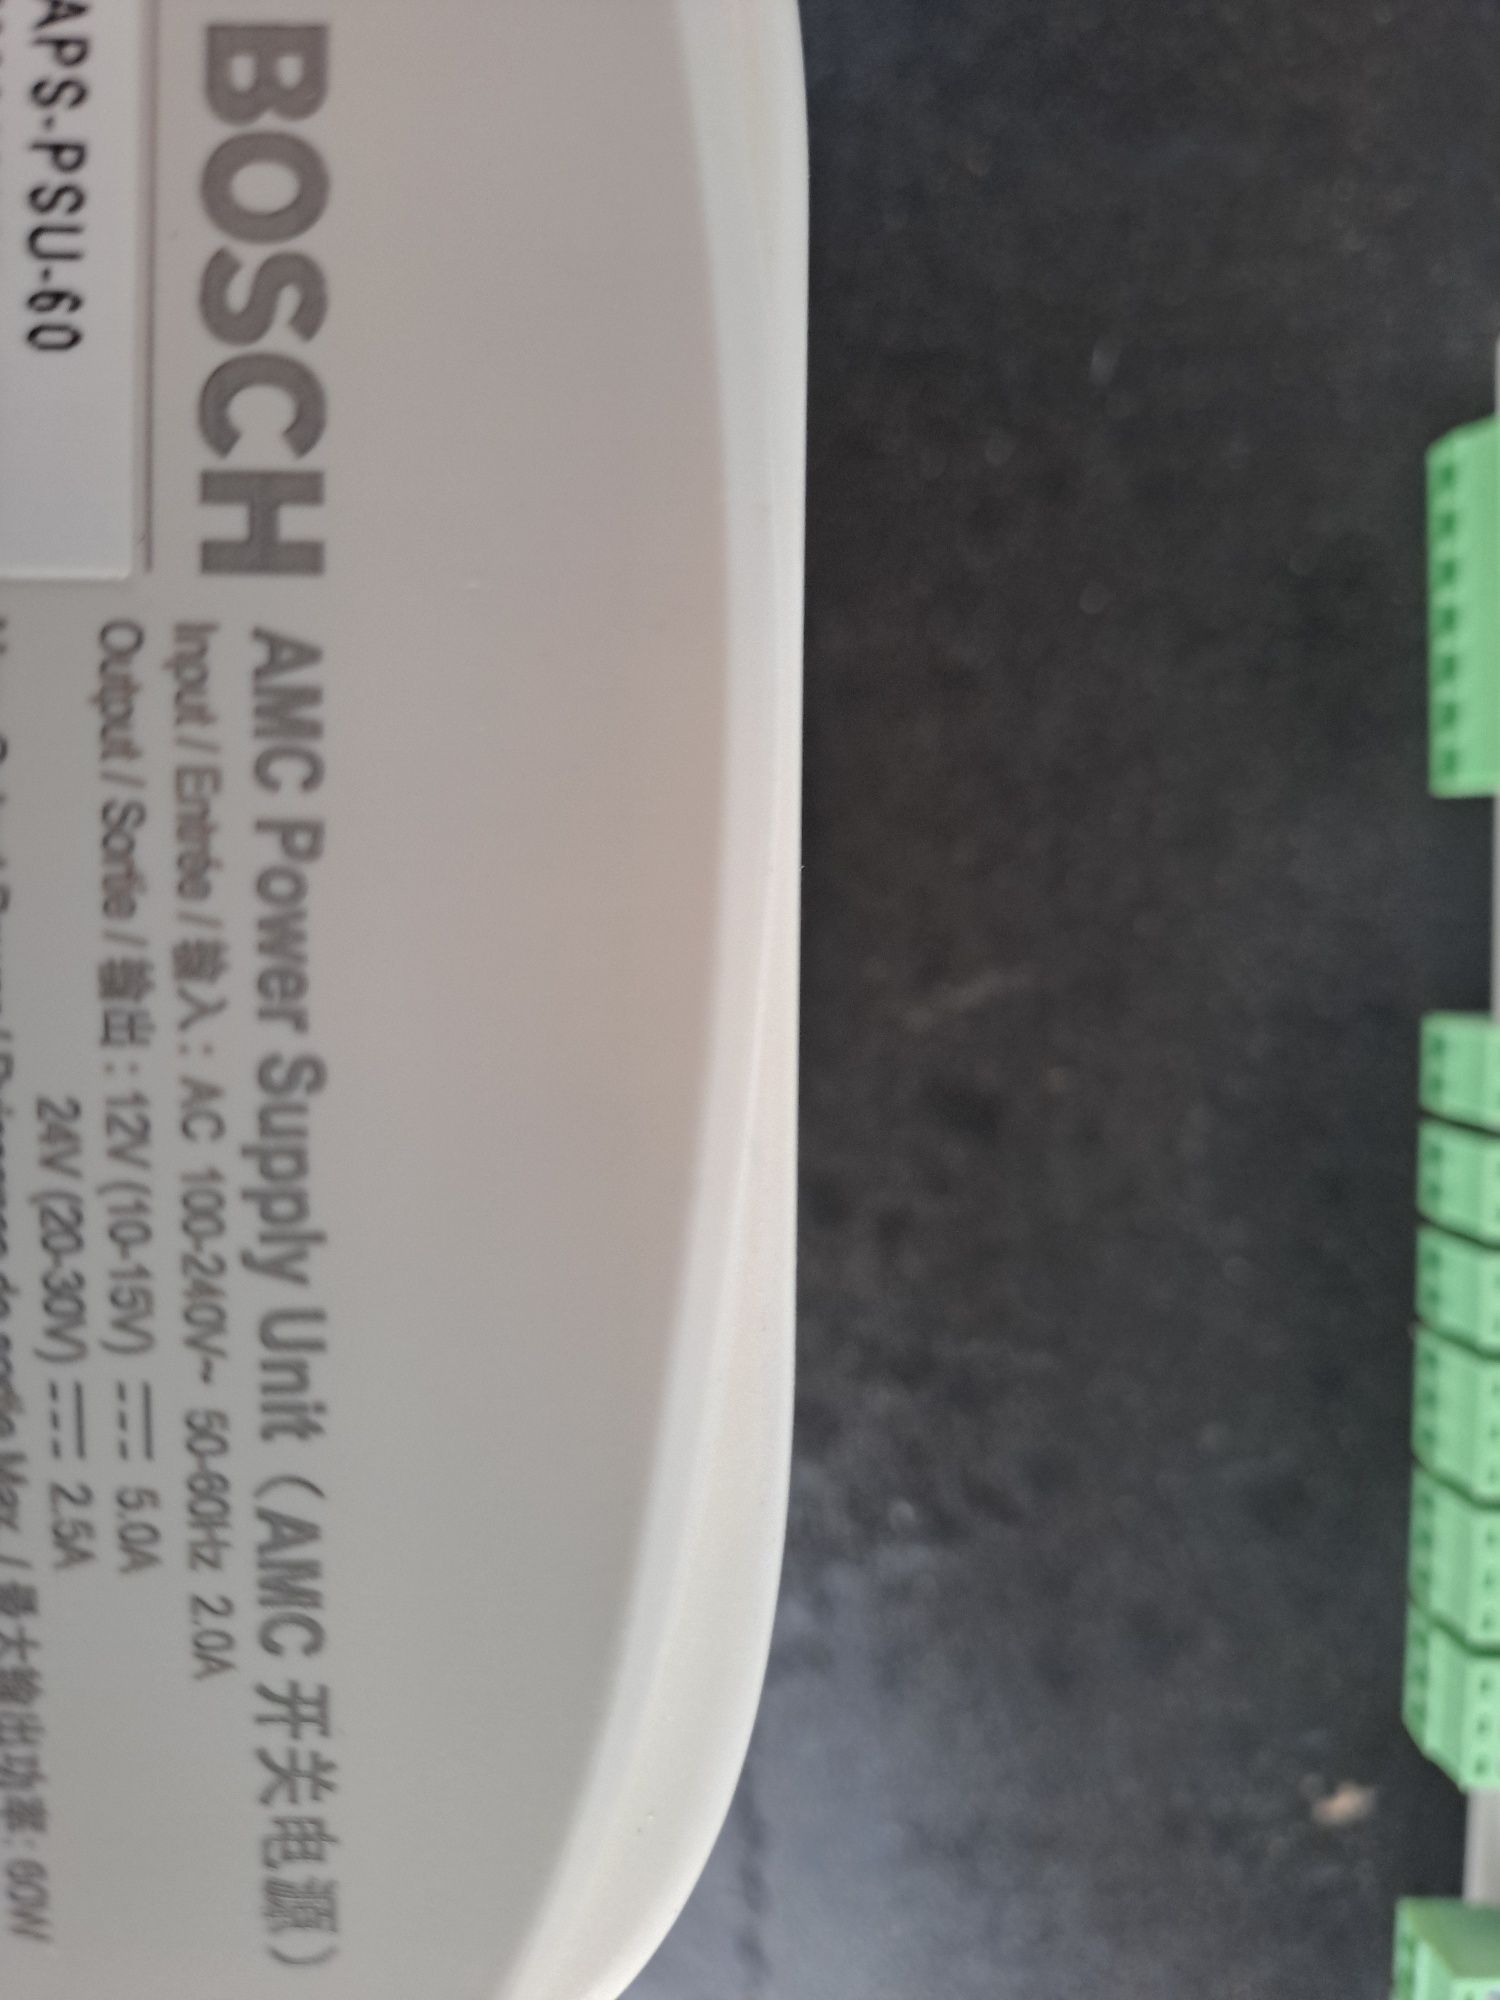 BOSCH
AMC Power Supply Unit（AMC 开关电源）
Input / Entrée / 输入: AC 100-240V~ 50-60Hz 2.0A
Output / Sortie / 输出: 12V (10-15V) ⎓ 5.0A
24V (20-30V) ⎓ 2.5A
Max. / 最大输出功率: 60W
APS-PSU-60